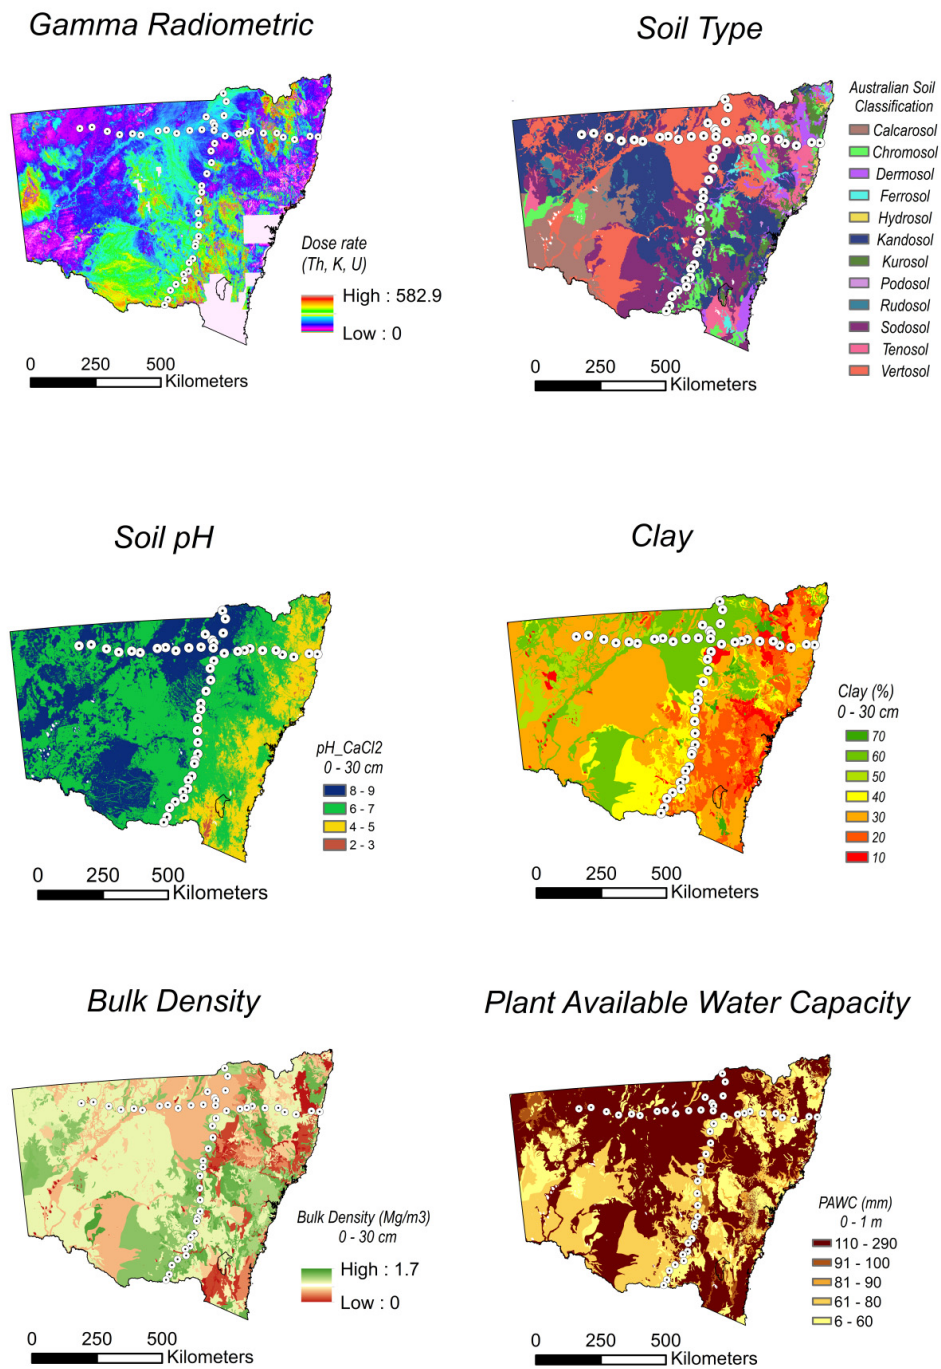 Gamma Radiometric
Dose rate
(Th, K, U)
High : 582.9
Low : 0
0 250 500
Kilometers
Soil Type
Australian Soil
Classification
Calcarosol
Chromosol
Dermosol
Ferrosol
Hydrosol
Kandosol
Kurosol
Podosol
Rudosol
Sodosol
Tenosol
Vertosol
0 250 500
Kilometers
Soil pH
pH_CaCl2
0 - 30 cm
8 - 9
6 - 7
4 - 5
2 - 3
0 250 500
Kilometers
Clay
Clay (%)
0 - 30 cm
70
60
50
40
30
20
10
0 250 500
Kilometers
Bulk Density
Bulk Density (Mg/m3)
0 - 30 cm
High : 1.7
Low : 0
0 250 500
Kilometers
Plant Available Water Capacity
PAWC (mm)
0 - 1 m
110 - 290
91 - 100
81 - 90
61 - 80
6 - 60
0 250 500
Kilometers